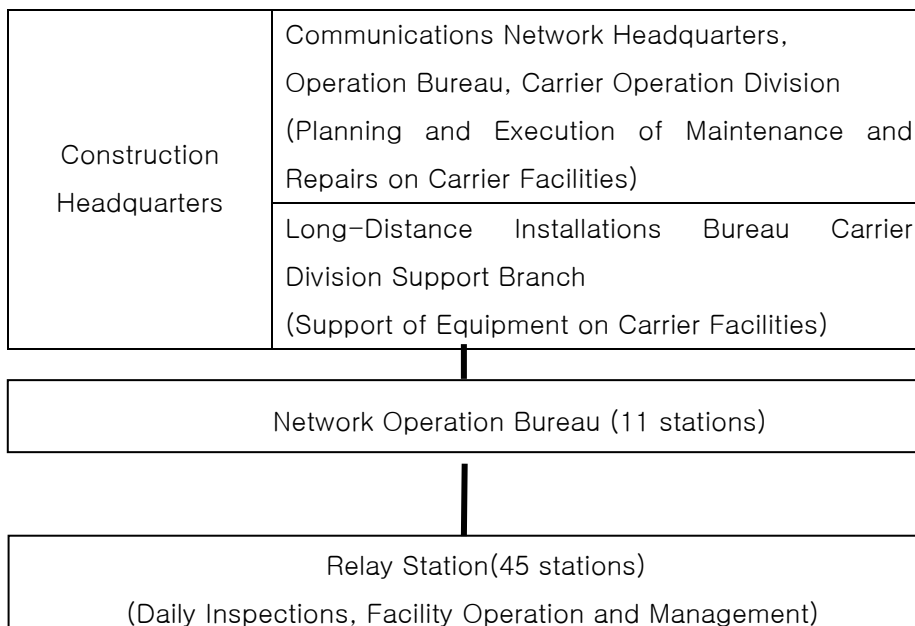 Construction
Headquarters
Communications Network Headquarters,
Operation Bureau, Carrier Operation Division
(Planning and Execution of Maintenance and
Repairs on Carrier Facilities)
Long-Distance Installations Bureau Carrier
Division Support Branch
(Support of Equipment on Carrier Facilities)
Network Operation Bureau (11 stations)
Relay Station(45 stations)
(Daily Inspections, Facility Operation and Management)